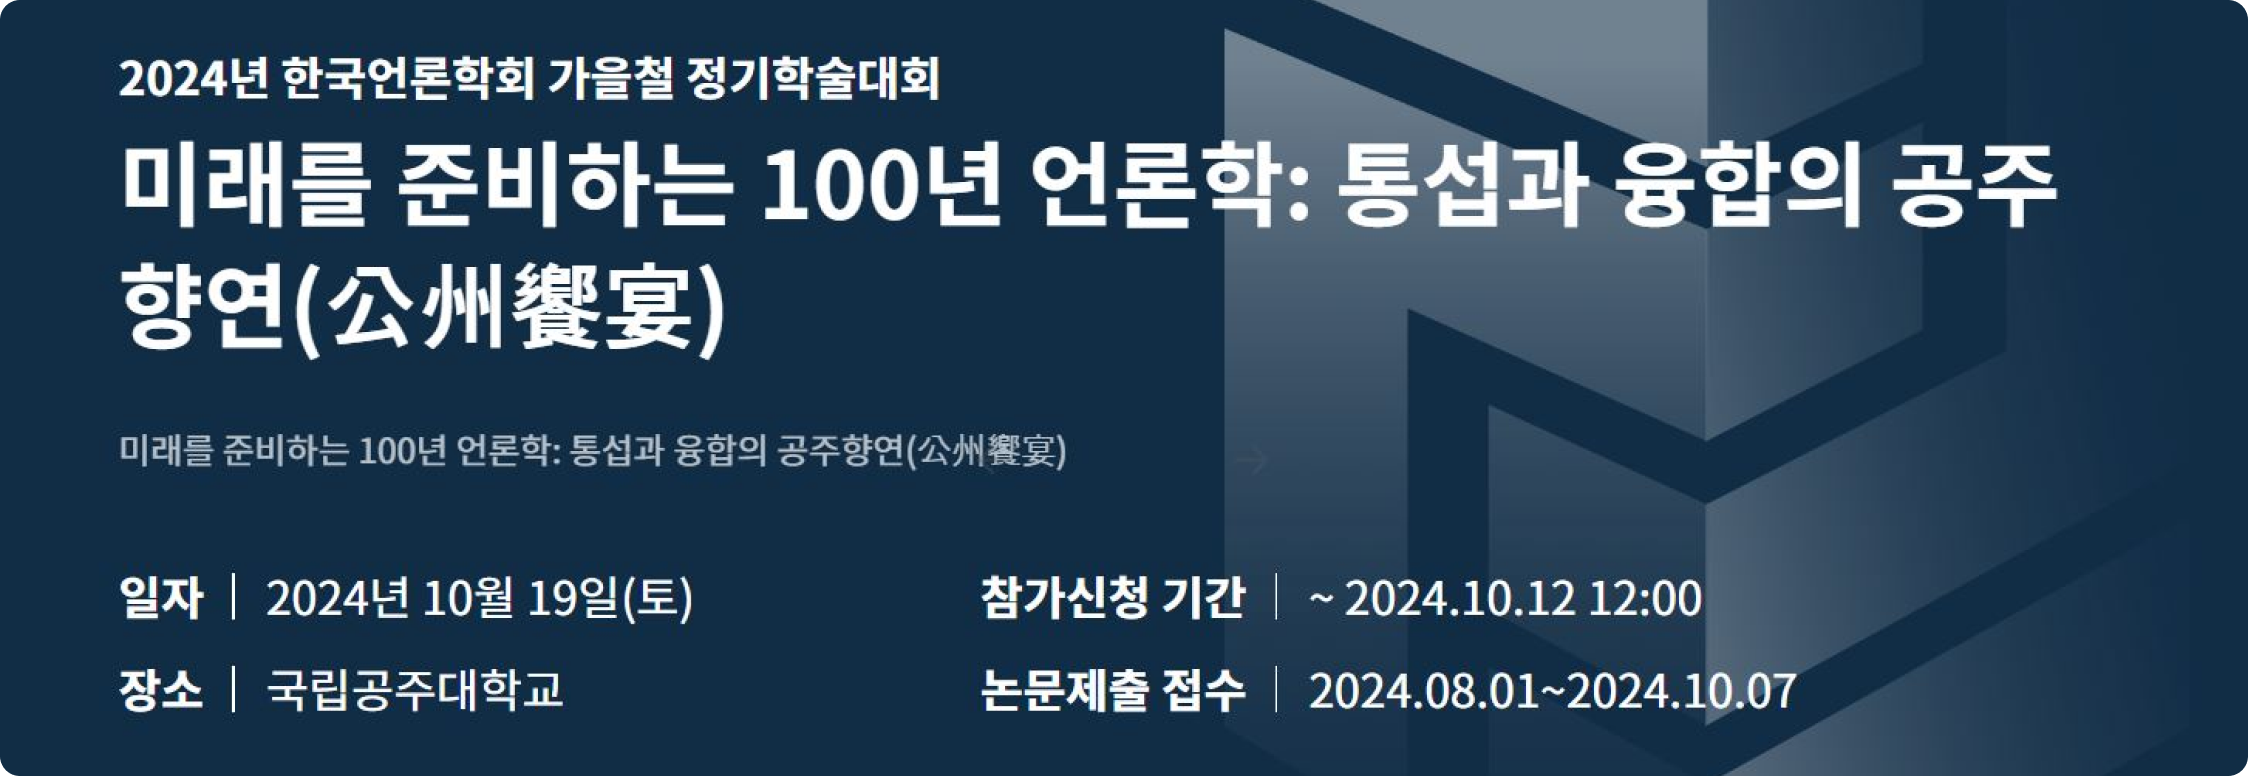 2024년 한국언론학회 가을철 정기학술대회
미래를 준비하는 100년 언론학: 통섭과 융합의 공주
향연(公州饗宴)
미래를 준비하는 100년 언론학: 통섭과 융합의 공주향연(公州饗宴)
일자 | 2024년 10월 19일(토)
참가신청 기간 | ~ 2024.10.12 12:00
장소 | 국립공주대학교
논문제출 접수 | 2024.08.01~2024.10.07